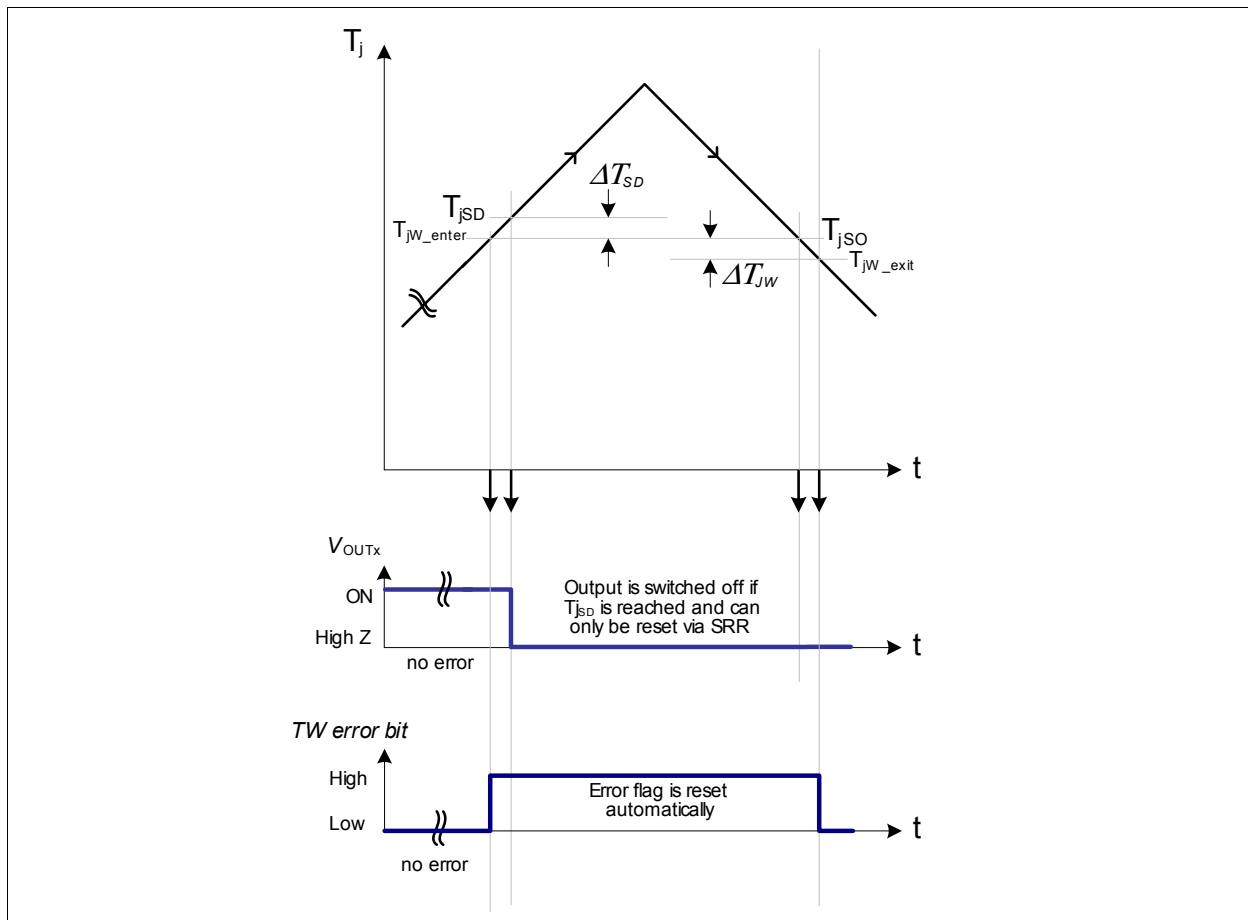 Tj
ΔTSD
TjSD
TjW_enter
TjSO
TjW_exit
ΔTJW
t
VOUTx
ON
Output is switched off if
TjSD is reached and can
only be reset via SRR
High Z
t
no error
TW error bit
High
Error flag is reset
automatically
Low
t
no error